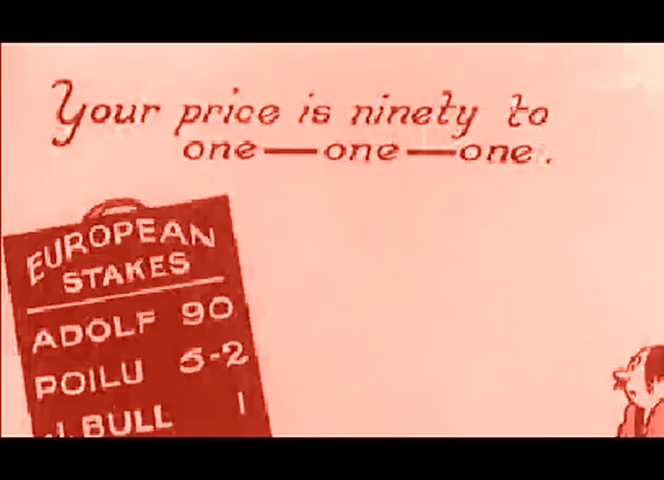 Your price is ninety to
one—one—one.
EUROPEAN
STAKES
ADOLF 90
POILU 5-2
J. BULL 1